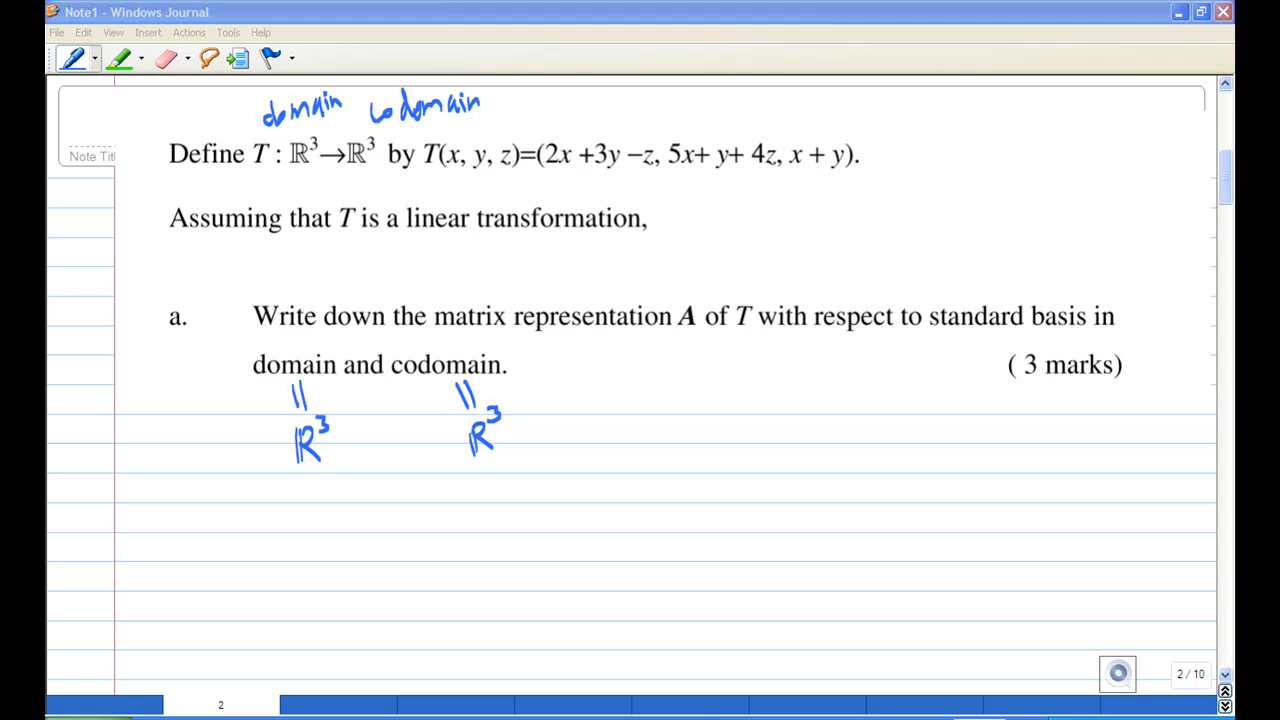 Note1 - Windows Journal
File Edit View Insert Actions Tools Help
domain codomain
Define T : ℝ³→ℝ³ by T(x, y, z)=(2x +3y −z, 5x+ y+ 4z, x + y).
Note Titl
Assuming that T is a linear transformation,
a. Write down the matrix representation A of T with respect to standard basis in
domain and codomain. ( 3 marks)
= =
ℝ³ ℝ³
2 / 10
2